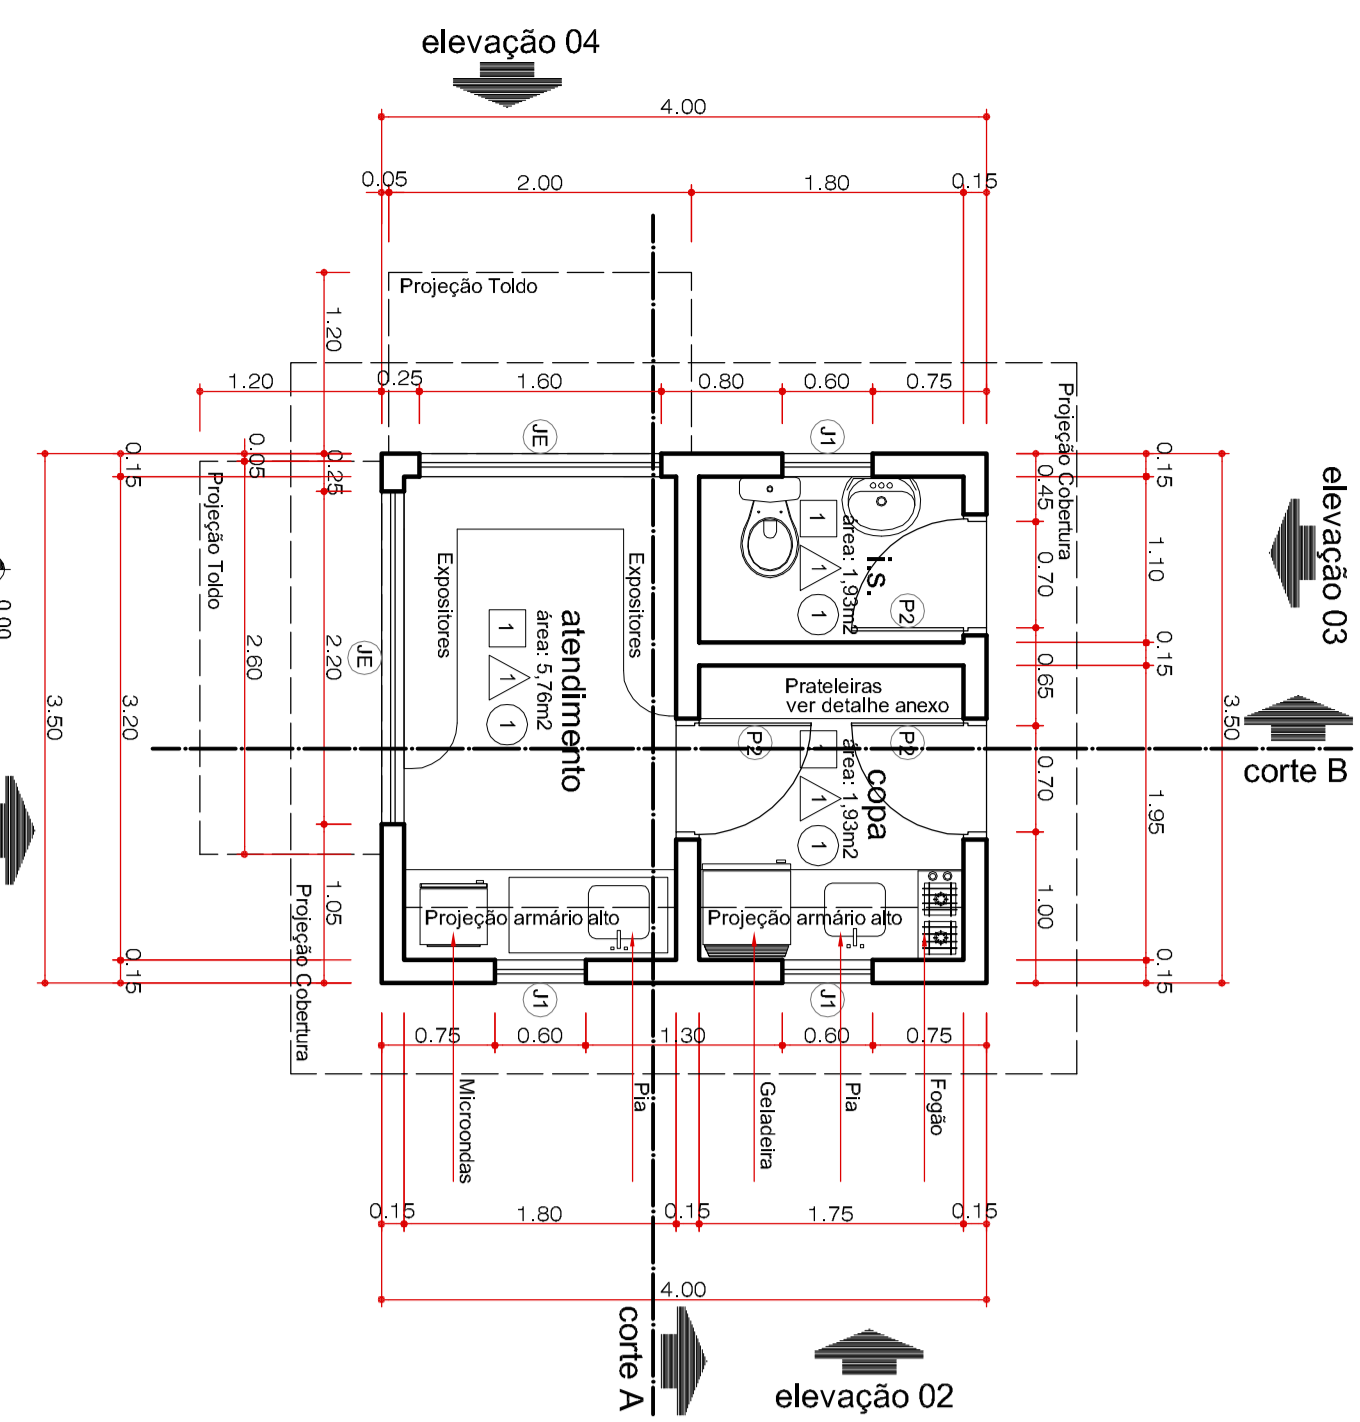 elevação 04
4.00
0.05
2.00
1.80
0.15
Projeção Toldo
1.20
1.20
0.25
1.60
0.80
0.60
0.75
Projeção Cobertura
elevação 03
JE
J1
0.15
0.05
0.25
0.15
0.45
Projeção Toldo
Expositores
Expositores
1
1
1
área: 1,93m2
i.s.
P2
0.70
1.10
0.00
atendimento
área: 5,76m2
1
1
1
JE
2.20
2.60
3.20
3.50
Prateleiras
ver detalhe anexo
0.65
0.15
3.50
P2
P2
corte B
copa
área: 1,93m2
1
1
1
0.70
1.95
1.05
1.00
Projeção Cobertura
Projeção armário alto
Projeção armário alto
0.15
0.15
J1
J1
0.75
0.60
1.30
0.60
0.75
Microondas
Pia
Geladeira
Pia
Fogão
0.15
1.80
0.15
1.75
0.15
4.00
corte A
elevação 02